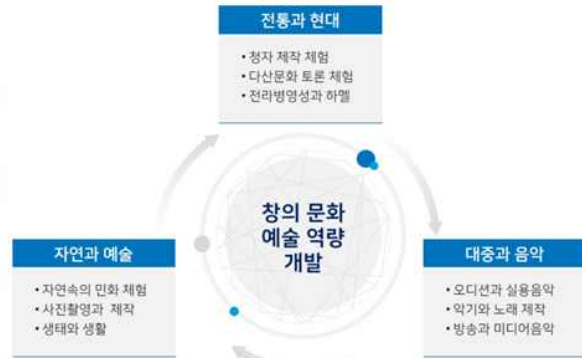 전통과 현대
• 청자 제작 체험
• 다산문화 토론 체험
• 전라병영성과 하멜
창의 문화
예술 역량
개발
자연과 예술
• 자연속의 민화 체험
• 사진촬영과 제작
• 생태와 생활
대중과 음악
• 오디션과 실용음악
• 악기와 노래 제작
• 방송과 미디어음악